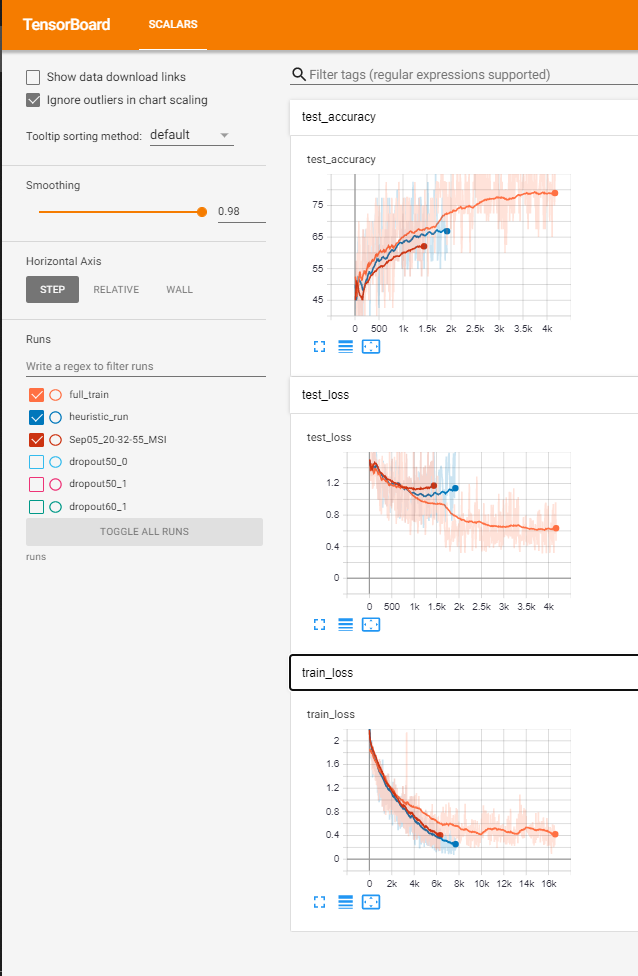 TensorBoard
SCALARS
Show data download links
Ignore outliers in chart scaling
Tooltip sorting method: default
Smoothing
0.98
Horizontal Axis
STEP RELATIVE WALL
Runs
Write a regex to filter runs
full_train
heuristic_run
Sep05_20-32-55_MSI
dropout50_0
dropout50_1
dropout60_1
TOGGLE ALL RUNS
runs
Filter tags (regular expressions supported)
test_accuracy
test_accuracy
75
65
55
45
0 500 1k 1.5k 2k 2.5k 3k 3.5k 4k
test_loss
test_loss
1.2
0.8
0.4
0
0 500 1k 1.5k 2k 2.5k 3k 3.5k 4k
train_loss
train_loss
2
1.6
1.2
0.8
0.4
0
0 2k 4k 6k 8k 10k 12k 14k 16k